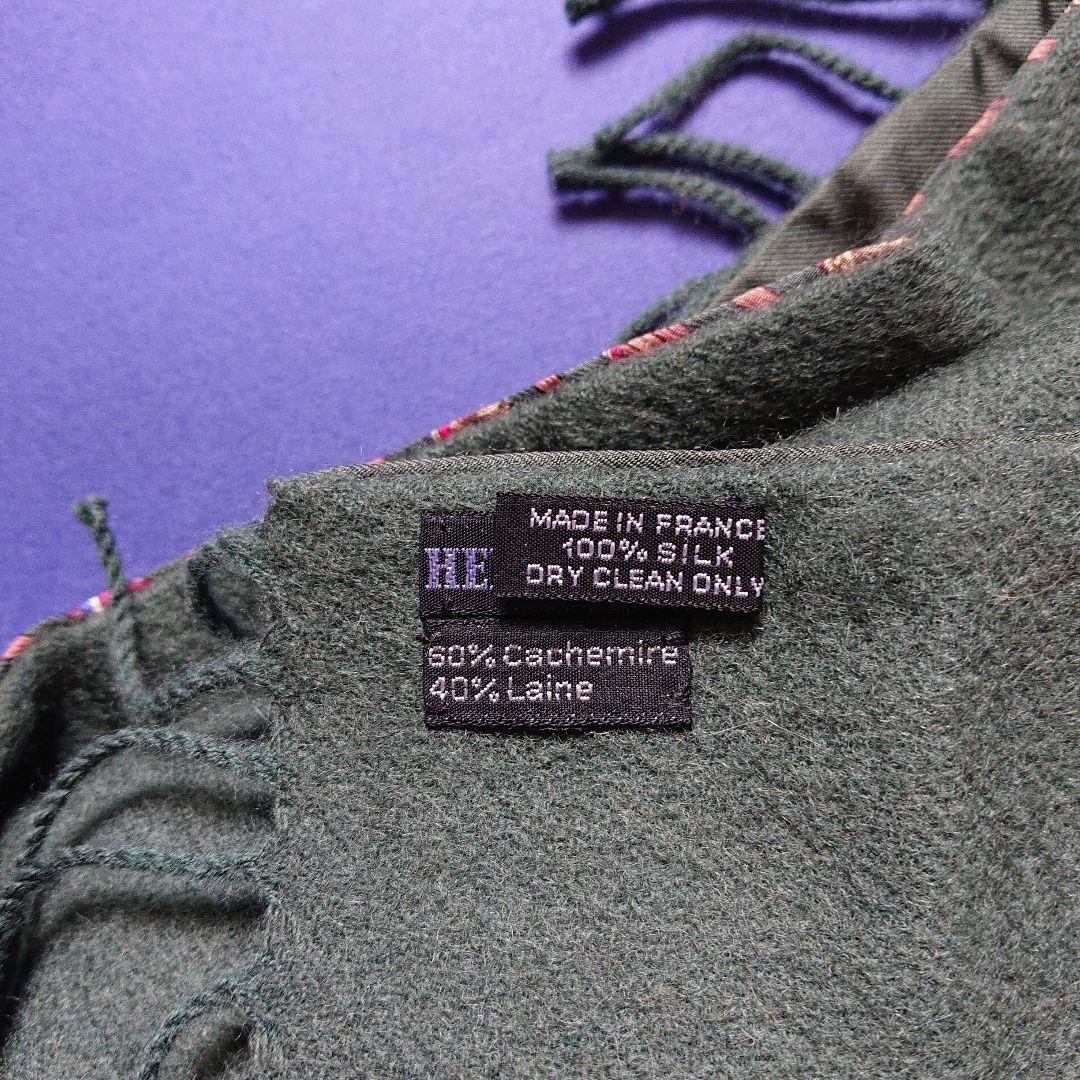 HE
MADE IN FRANCE
100% SILK
DRY CLEAN ONLY
60% Cachemire
40% Laine